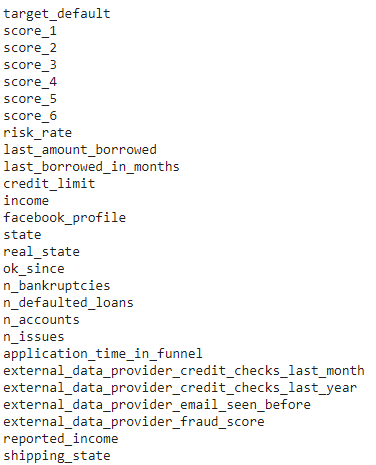 target_default
score_1
score_2
score_3
score_4
score_5
score_6
risk_rate
last_amount_borrowed
last_borrowed_in_months
credit_limit
income
facebook_profile
state
real_state
ok_since
n_bankruptcies
n_defaulted_loans
n_accounts
n_issues
application_time_in_funnel
external_data_provider_credit_checks_last_month
external_data_provider_credit_checks_last_year
external_data_provider_email_seen_before
external_data_provider_fraud_score
reported_income
shipping_state